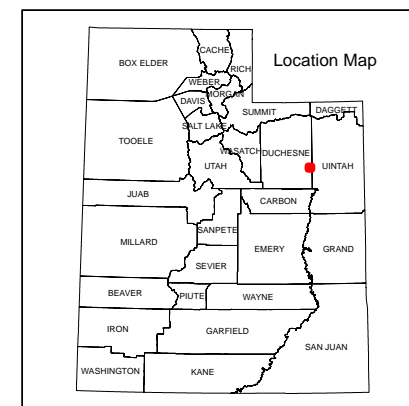 Location Map
BOX ELDER
CACHE
RICH
WEBER
MORGAN
DAVIS
SUMMIT
DAGGETT
SALT LAKE
TOOELE
WASATCH
DUCHESNE
UINTAH
UTAH
JUAB
CARBON
SANPETE
MILLARD
EMERY
GRAND
SEVIER
BEAVER
PIUTE
WAYNE
IRON
GARFIELD
SAN JUAN
WASHINGTON
KANE